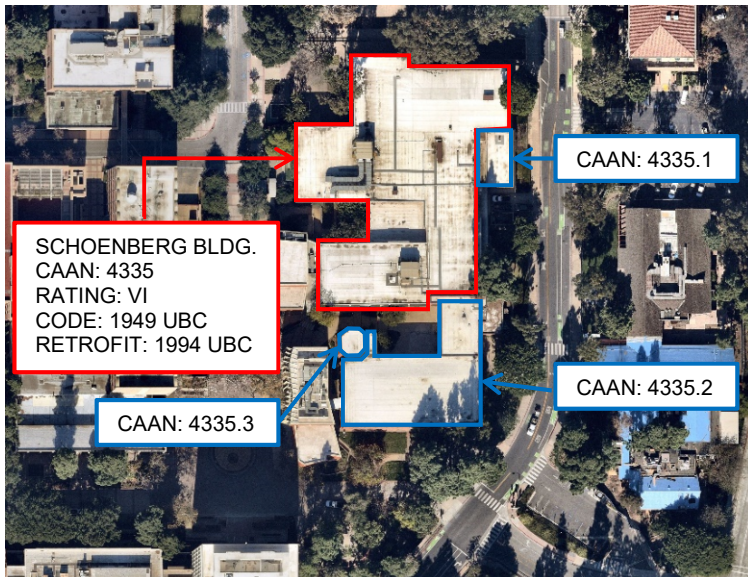 CAAN: 4335.1
SCHOENBERG BLDG.
CAAN: 4335
RATING: VI
CODE: 1949 UBC
RETROFIT: 1994 UBC
CAAN: 4335.2
CAAN: 4335.3